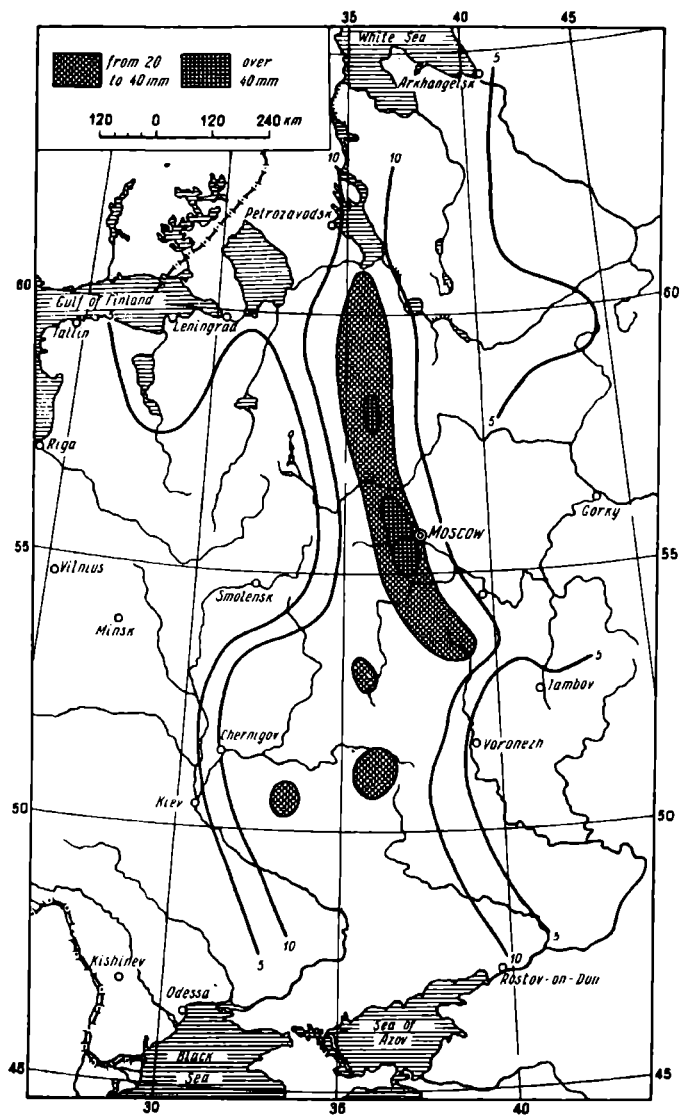 35 40 45
White Sea
from 20
to 40 mm
over
40 mm
5
Arkhangelsk
120 0 120 240 км
10 10
Petrozavodsk
60 60
Gulf of Finland
Tallin
5
Leningrad
5
Riga
Gorky
Moscow
55 55
Vilnius
Smolensk
Minsk
5
Tambov
Chernigov
Voronezh
Kiev
50 50
10
5
5
10
Kishinev
Rostov-on-Don
Odessa
Sea of
Azov
Black
Sea
45 45
30 35 40